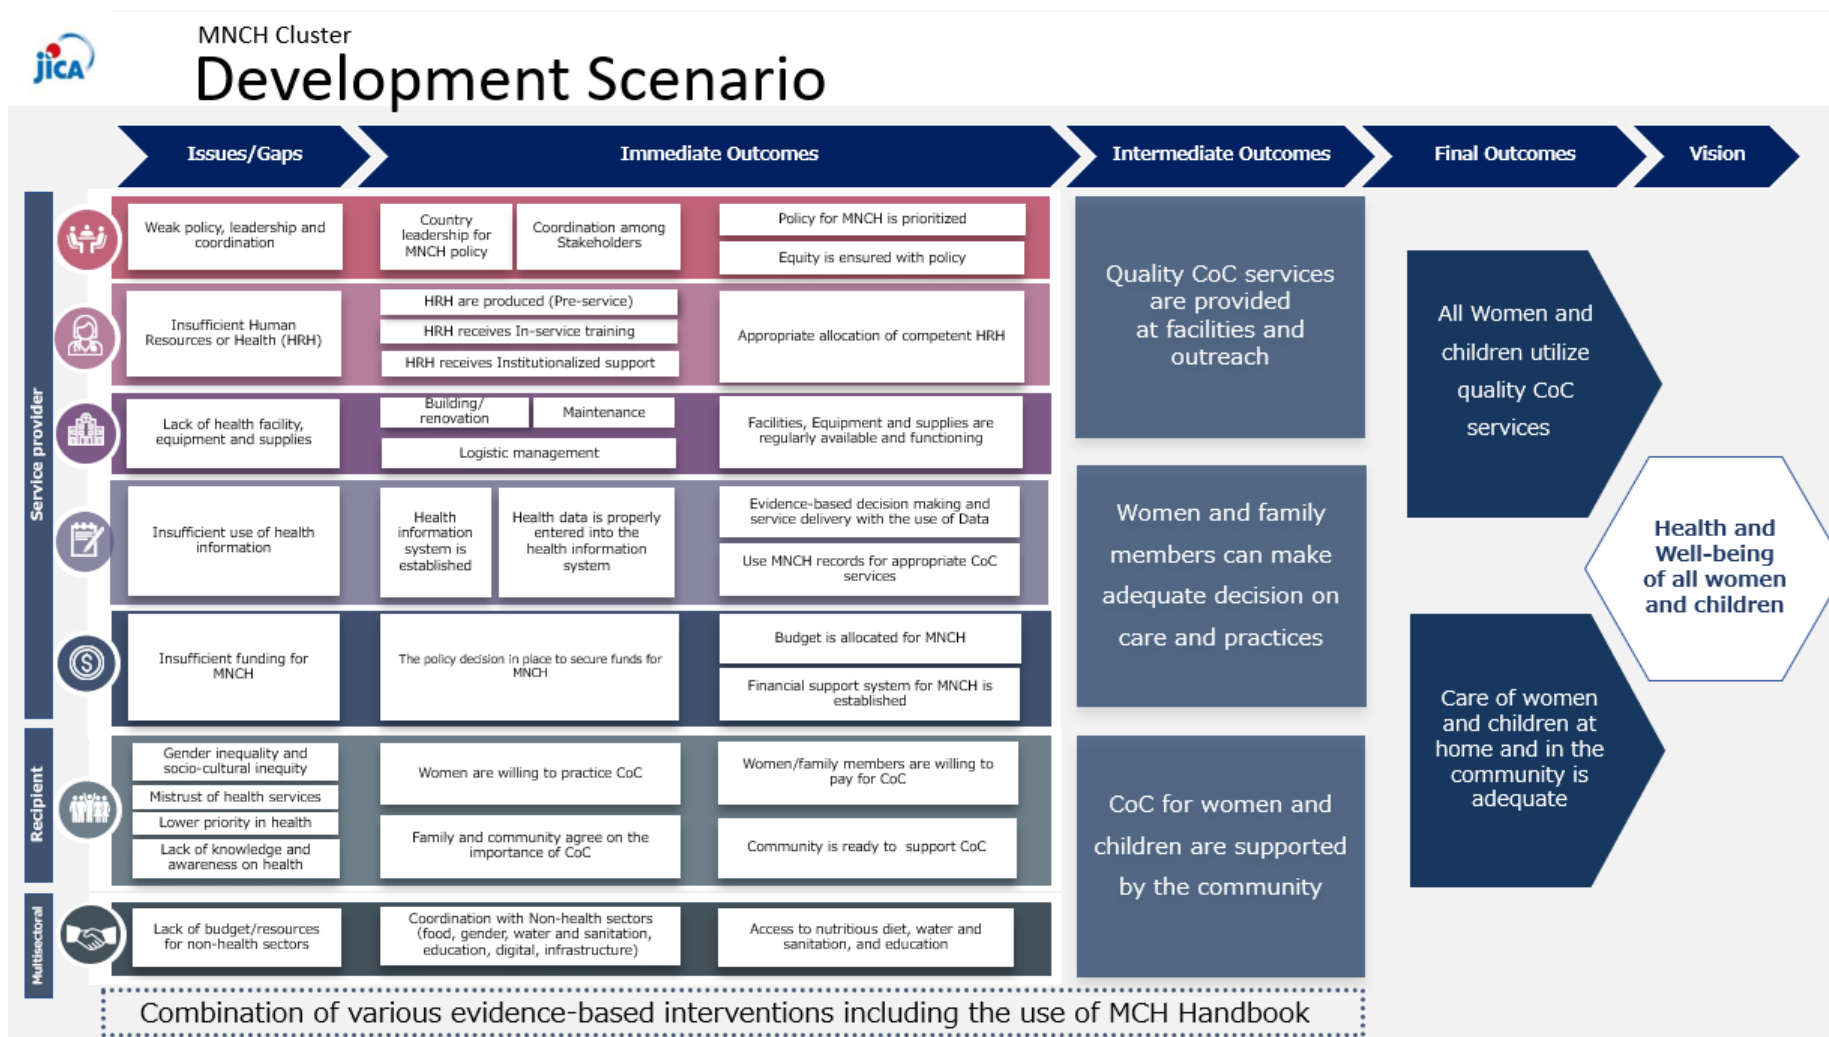 jICA
MNCH Cluster
Development Scenario
Issues/Gaps
Immediate Outcomes
Intermediate Outcomes
Final Outcomes
Vision
Service provider
Weak policy, leadership and
coordination
Country
leadership for
MNCH policy
Coordination among
Stakeholders
Policy for MNCH is prioritized
Equity is ensured with policy
Insufficient Human
Resources or Health (HRH)
HRH are produced (Pre-service)
HRH receives In-service training
HRH receives Institutionalized support
Appropriate allocation of competent HRH
Lack of health facility,
equipment and supplies
Building/
renovation
Maintenance
Logistic management
Facilities, Equipment and supplies are
regularly available and functioning
Insufficient use of health
information
Health
information
system is
established
Health data is properly
entered into the
health information
system
Evidence-based decision making and
service delivery with the use of Data
Use MNCH records for appropriate CoC
services
Insufficient funding for
MNCH
The policy decision in place to secure funds for
MNCH
Budget is allocated for MNCH
Financial support system for MNCH is
established
Recipient
Gender inequality and
socio-cultural inequity
Mistrust of health services
Lower priority in health
Lack of knowledge and
awareness on health
Women are willing to practice CoC
Family and community agree on the
importance of CoC
Women/family members are willing to
pay for CoC
Community is ready to support CoC
Multisectoral
Lack of budget/resources
for non-health sectors
Coordination with Non-health sectors
(food, gender, water and sanitation,
education, digital, infrastructure)
Access to nutritious diet, water and
sanitation, and education
Quality CoC services
are provided
at facilities and
outreach
Women and family
members can make
adequate decision on
care and practices
CoC for women and
children are supported
by the community
All Women and
children utilize
quality CoC
services
Care of women
and children at
home and in the
community is
adequate
Health and
Well-being
of all women
and children
Combination of various evidence-based interventions including the use of MCH Handbook